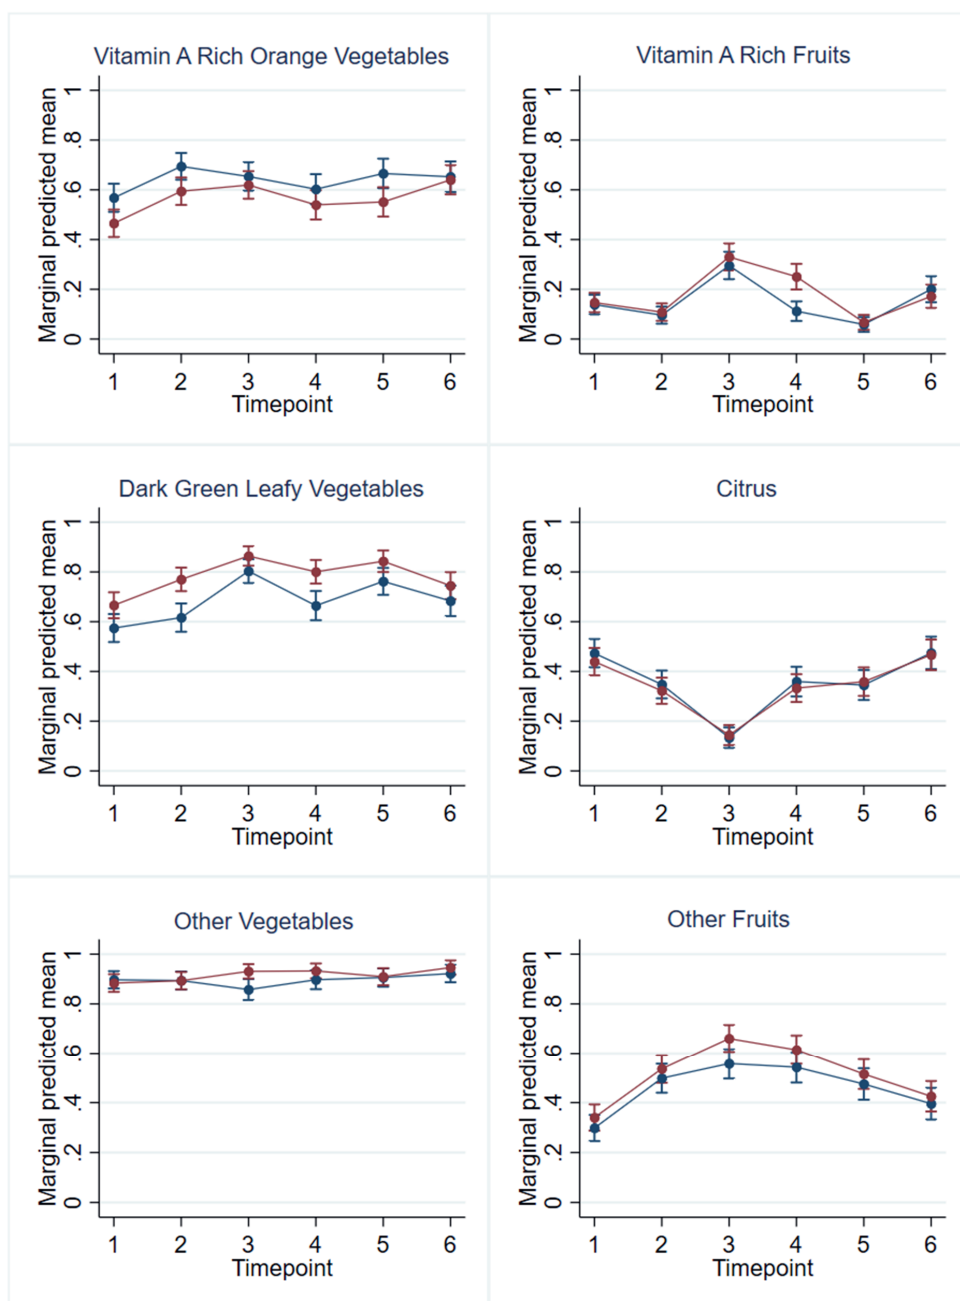 Vitamin A Rich Orange Vegetables
Marginal predicted mean
1
.8
.6
.4
.2
0
1 2 3 4 5 6
Timepoint
Vitamin A Rich Fruits
Marginal predicted mean
1
.8
.6
.4
.2
0
1 2 3 4 5 6
Timepoint
Dark Green Leafy Vegetables
Marginal predicted mean
1
.8
.6
.4
.2
0
1 2 3 4 5 6
Timepoint
Citrus
Marginal predicted mean
1
.8
.6
.4
.2
0
1 2 3 4 5 6
Timepoint
Other Vegetables
Marginal predicted mean
1
.8
.6
.4
.2
0
1 2 3 4 5 6
Timepoint
Other Fruits
Marginal predicted mean
1
.8
.6
.4
.2
0
1 2 3 4 5 6
Timepoint